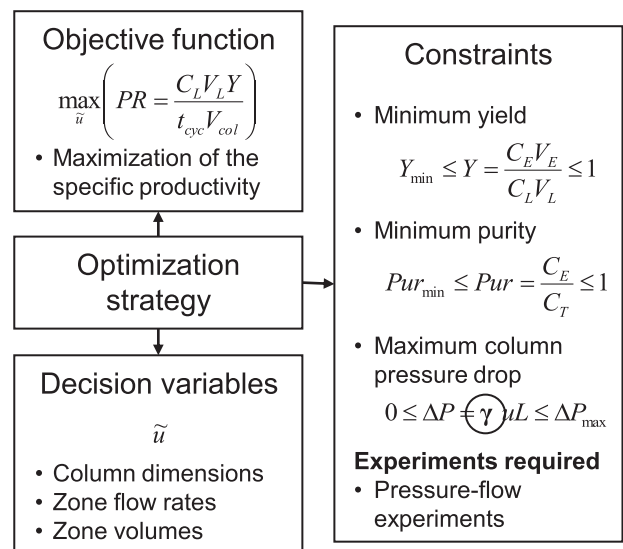 Objective function
max_ũ ( PR = C_L V_L Y / t_cyc V_col )
• Maximization of the
specific productivity
Optimization
strategy
Decision variables
ũ
• Column dimensions
• Zone flow rates
• Zone volumes
Constraints
• Minimum yield
Y_min ≤ Y = C_E V_E / C_L V_L ≤ 1
• Minimum purity
Pur_min ≤ Pur = C_E / C_T ≤ 1
• Maximum column
pressure drop
0 ≤ ΔP = γ uL ≤ ΔP_max
Experiments required
• Pressure-flow
experiments